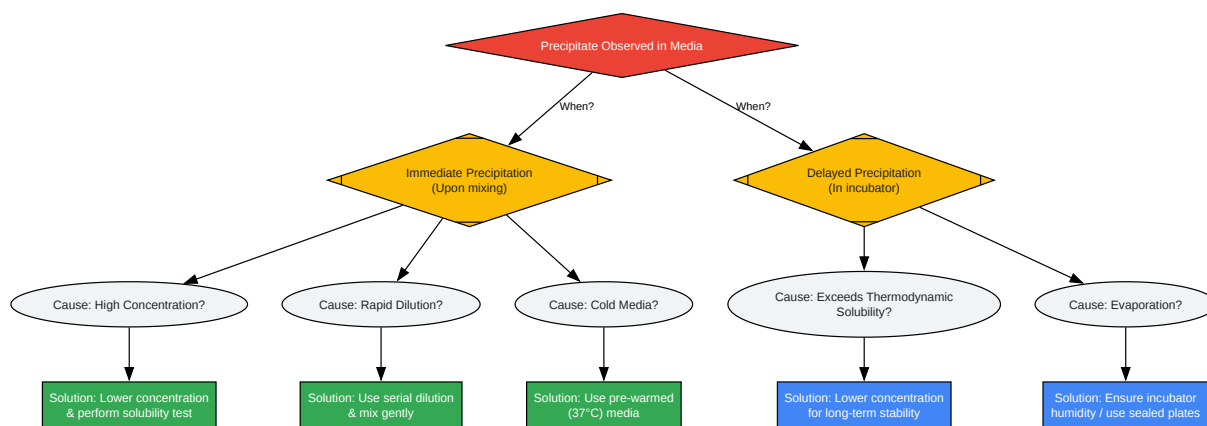 Precipitate Observed in Media
When?
When?
Immediate Precipitation
(Upon mixing)
Delayed Precipitation
(In incubator)
Cause: High Concentration?
Cause: Rapid Dilution?
Cause: Cold Media?
Cause: Exceeds Thermodynamic
Solubility?
Cause: Evaporation?
Solution: Lower concentration
& perform solubility test
Solution: Use serial dilution
& mix gently
Solution: Use pre-warmed
(37°C) media
Solution: Lower concentration
for long-term stability
Solution: Ensure incubator
humidity / use sealed plates